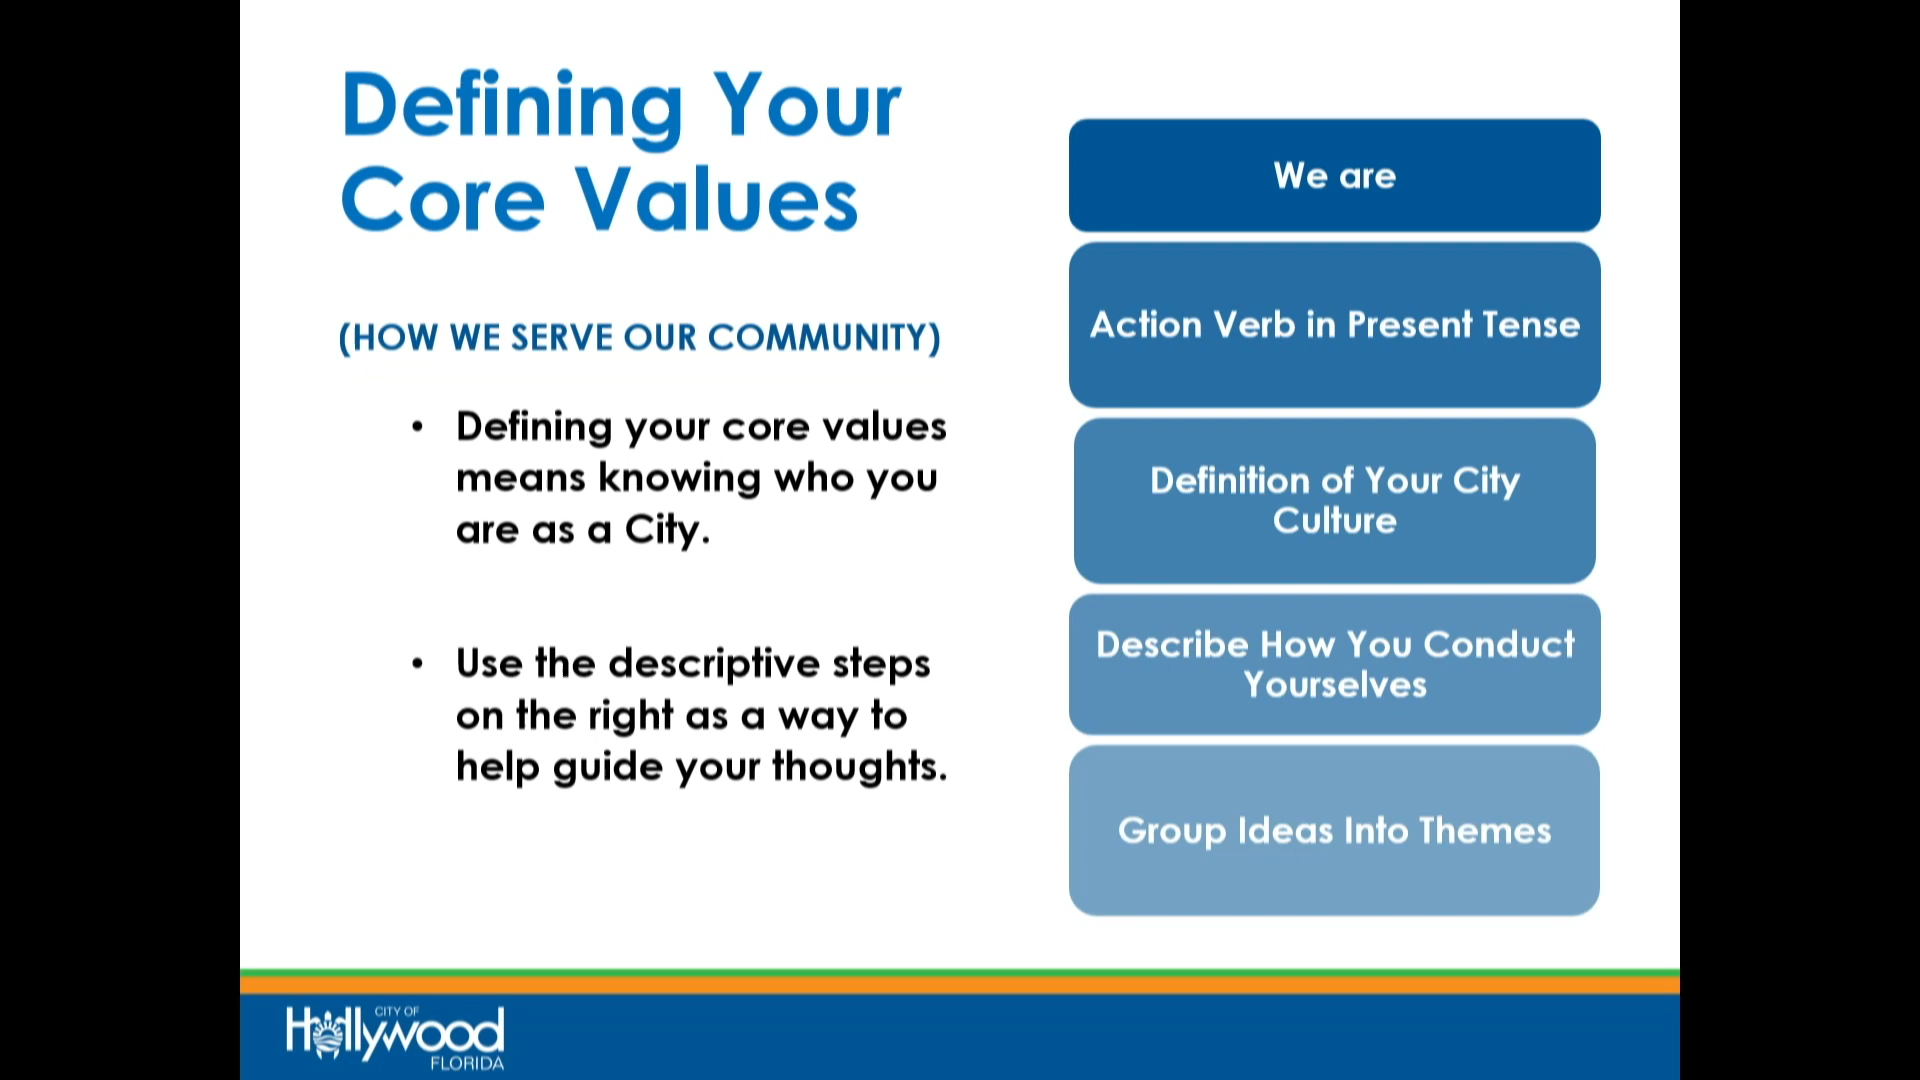 Defining Your
Core Values
(HOW WE SERVE OUR COMMUNITY)
• Defining your core values
means knowing who you
are as a City.
• Use the descriptive steps
on the right as a way to
help guide your thoughts.
We are
Action Verb in Present Tense
Definition of Your City
Culture
Describe How You Conduct
Yourselves
Group Ideas Into Themes
CITY OF
Hollywood
FLORIDA